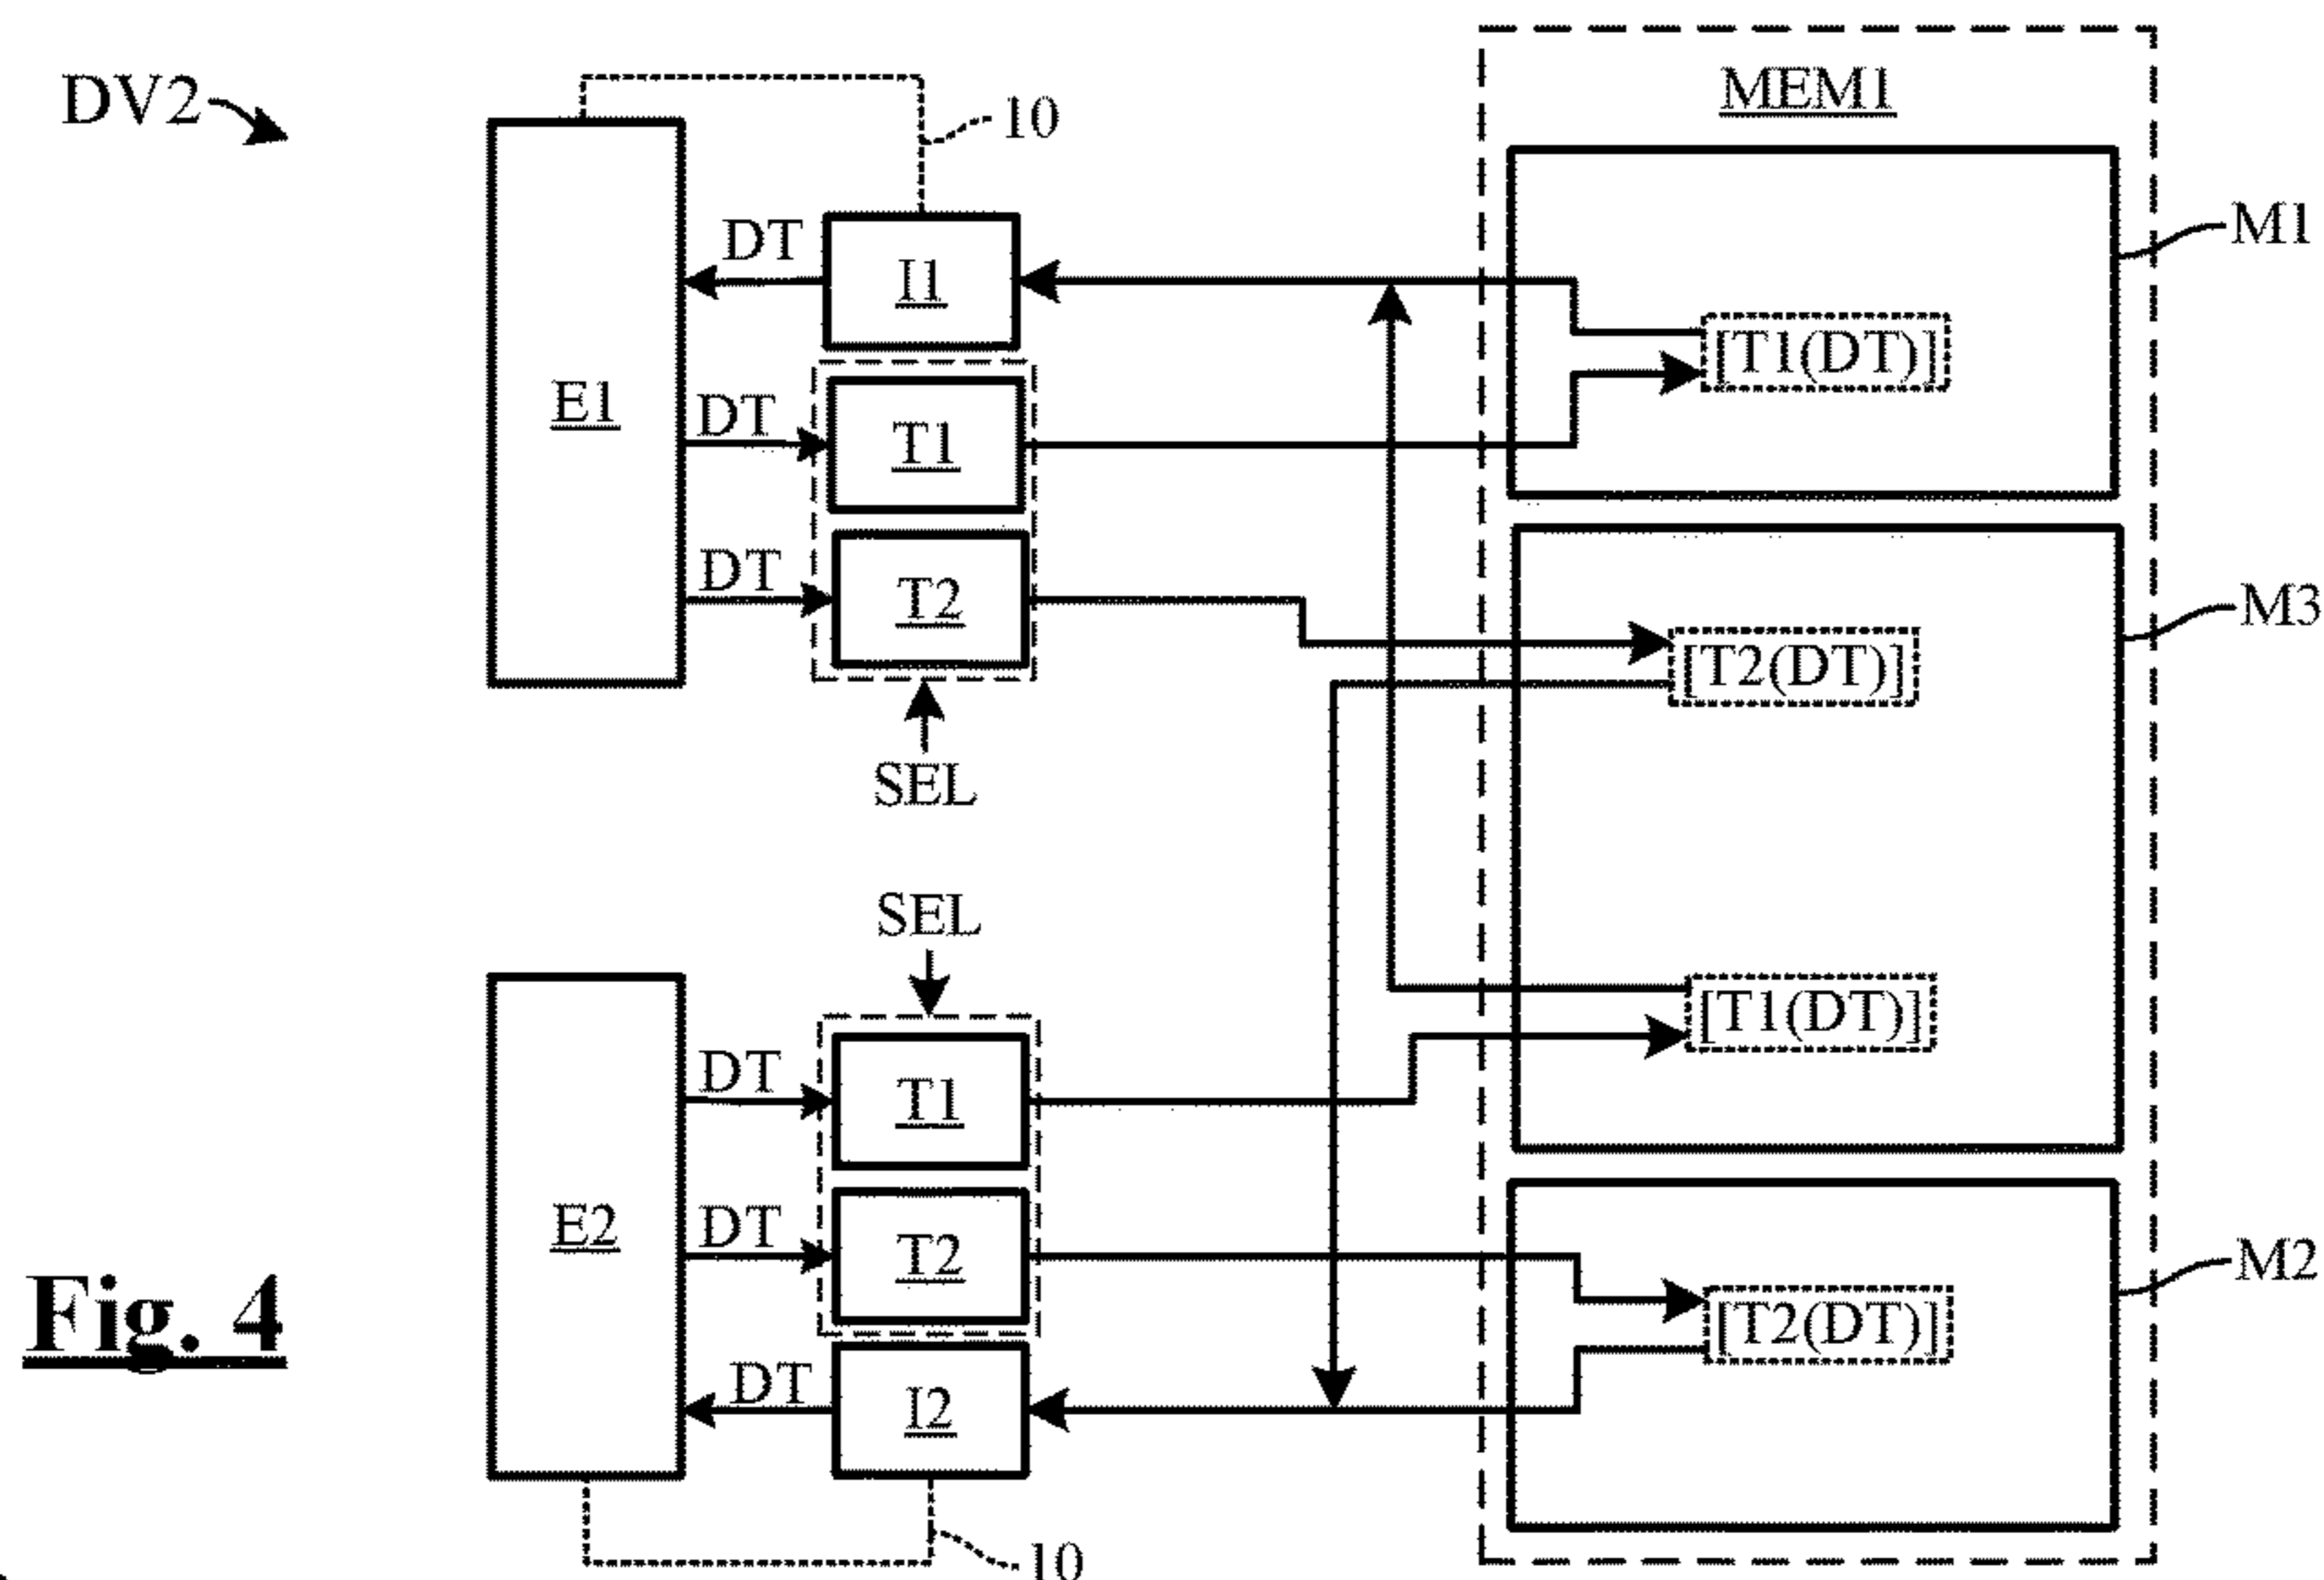 DV2
MEM1
10
M1
DT
I1
[T1(DT)]
E1
DT
T1
DT
T2
M3
[T2(DT)]
SEL
SEL
[T1(DT)]
DT
T1
E2
DT
T2
M2
Fig. 4
[T2(DT)]
DT
I2
10